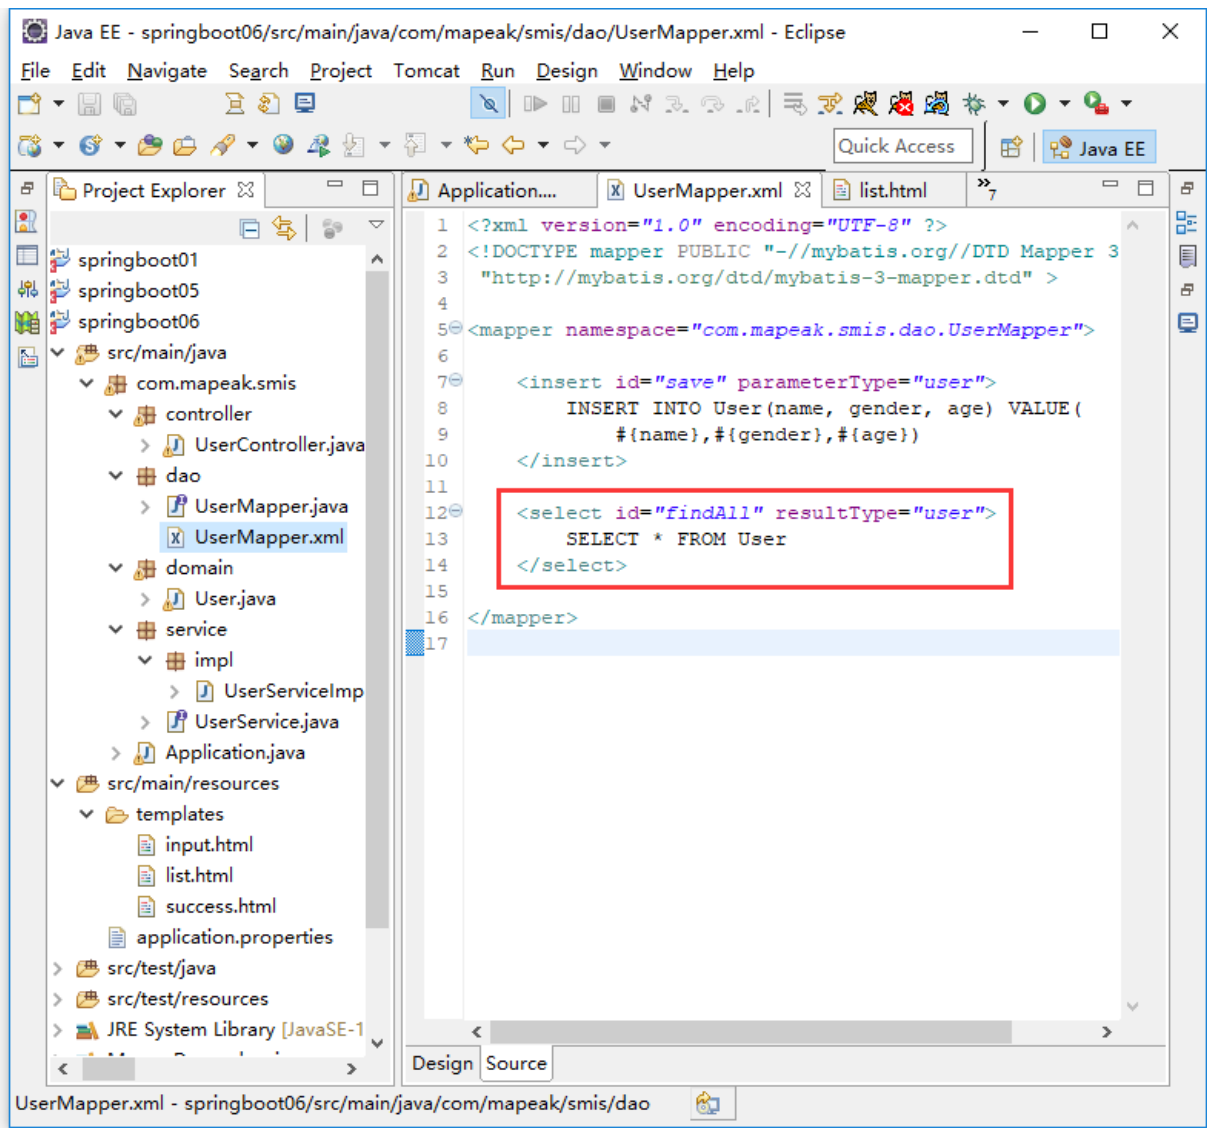 Java EE - springboot06/src/main/java/com/mapeak/smis/dao/UserMapper.xml - Eclipse
File Edit Navigate Search Project Tomcat Run Design Window Help
Quick Access
Java EE
Project Explorer
Application....
UserMapper.xml
list.html
»7
springboot01
springboot05
springboot06
src/main/java
com.mapeak.smis
controller
UserController.java
dao
UserMapper.java
UserMapper.xml
domain
User.java
service
impl
UserServiceImp
UserService.java
Application.java
src/main/resources
templates
input.html
list.html
success.html
application.properties
src/test/java
src/test/resources
JRE System Library [JavaSE-1
1 <?xml version="1.0" encoding="UTF-8" ?>
2 <!DOCTYPE mapper PUBLIC "-//mybatis.org//DTD Mapper 3
3 "http://mybatis.org/dtd/mybatis-3-mapper.dtd" >
4
5 <mapper namespace="com.mapeak.smis.dao.UserMapper">
6
7 <insert id="save" parameterType="user">
8 INSERT INTO User(name, gender, age) VALUE(
9 #{name},#{gender},#{age})
10 </insert>
11
12 <select id="findAll" resultType="user">
13 SELECT * FROM User
14 </select>
15
16 </mapper>
17
Design Source
UserMapper.xml - springboot06/src/main/java/com/mapeak/smis/dao